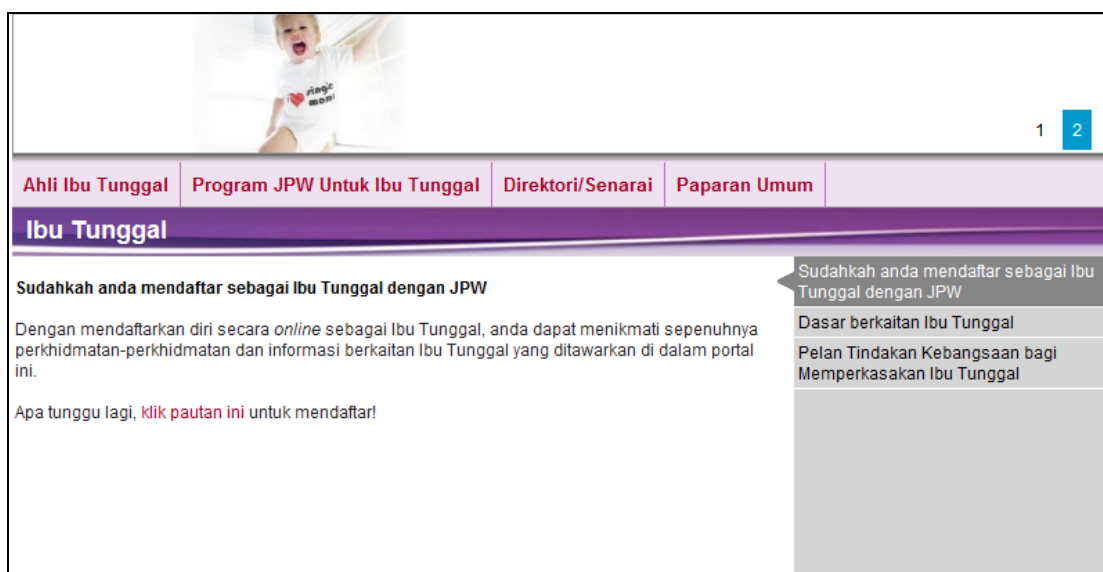 i ❤ single
mom
1 2
Ahli Ibu Tunggal Program JPW Untuk Ibu Tunggal Direktori/Senarai Paparan Umum
Ibu Tunggal
Sudahkah anda mendaftar sebagai Ibu Tunggal dengan JPW
Dengan mendaftarkan diri secara online sebagai Ibu Tunggal, anda dapat menikmati sepenuhnya
perkhidmatan-perkhidmatan dan informasi berkaitan Ibu Tunggal yang ditawarkan di dalam portal
ini.
Apa tunggu lagi, klik pautan ini untuk mendaftar!
Sudahkah anda mendaftar sebagai Ibu
Tunggal dengan JPW
Dasar berkaitan Ibu Tunggal
Pelan Tindakan Kebangsaan bagi
Memperkasakan Ibu Tunggal